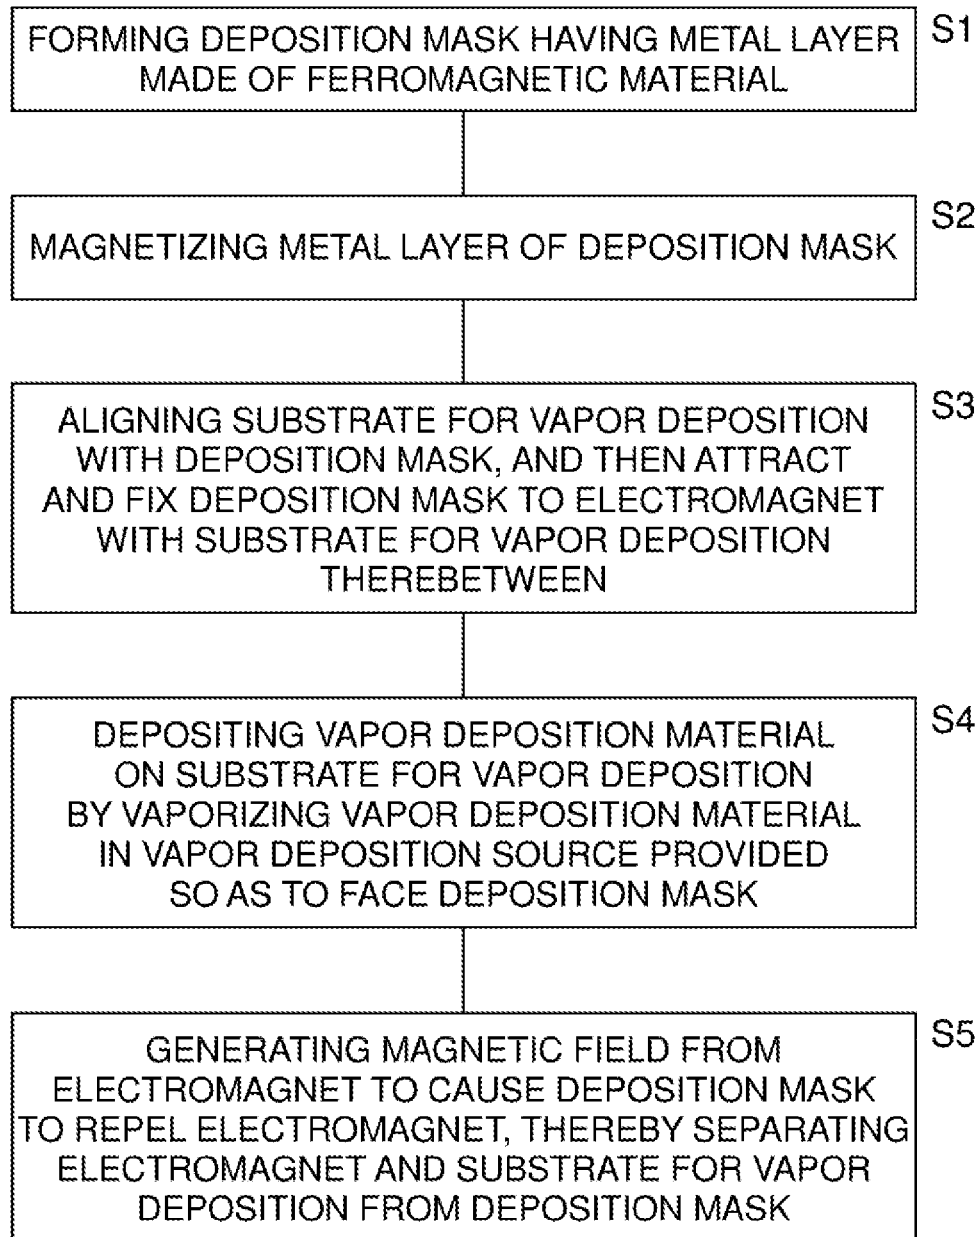 FORMING DEPOSITION MASK HAVING METAL LAYER
MADE OF FERROMAGNETIC MATERIAL
S1
MAGNETIZING METAL LAYER OF DEPOSITION MASK
S2
ALIGNING SUBSTRATE FOR VAPOR DEPOSITION
WITH DEPOSITION MASK, AND THEN ATTRACT
AND FIX DEPOSITION MASK TO ELECTROMAGNET
WITH SUBSTRATE FOR VAPOR DEPOSITION
THEREBETWEEN
S3
DEPOSITING VAPOR DEPOSITION MATERIAL
ON SUBSTRATE FOR VAPOR DEPOSITION
BY VAPORIZING VAPOR DEPOSITION MATERIAL
IN VAPOR DEPOSITION SOURCE PROVIDED
SO AS TO FACE DEPOSITION MASK
S4
GENERATING MAGNETIC FIELD FROM
ELECTROMAGNET TO CAUSE DEPOSITION MASK
TO REPEL ELECTROMAGNET, THEREBY SEPARATING
ELECTROMAGNET AND SUBSTRATE FOR VAPOR
DEPOSITION FROM DEPOSITION MASK
S5